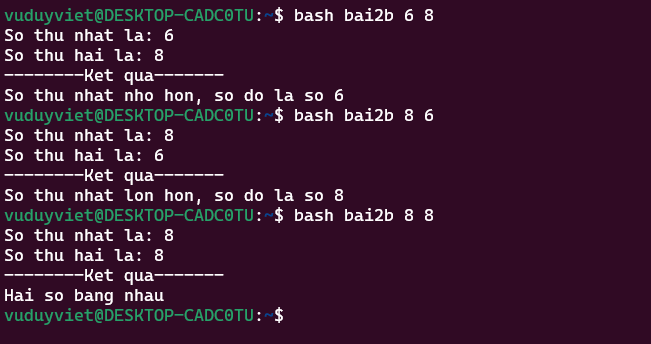 vuduyviet@DESKTOP-CADC0TU:~$ bash bai2b 6 8
So thu nhat la: 6
So thu hai la: 8
--------Ket qua-------
So thu nhat nho hon, so do la so 6
vuduyviet@DESKTOP-CADC0TU:~$ bash bai2b 8 6
So thu nhat la: 8
So thu hai la: 6
--------Ket qua-------
So thu nhat lon hon, so do la so 8
vuduyviet@DESKTOP-CADC0TU:~$ bash bai2b 8 8
So thu nhat la: 8
So thu hai la: 8
--------Ket qua-------
Hai so bang nhau
vuduyviet@DESKTOP-CADC0TU:~$